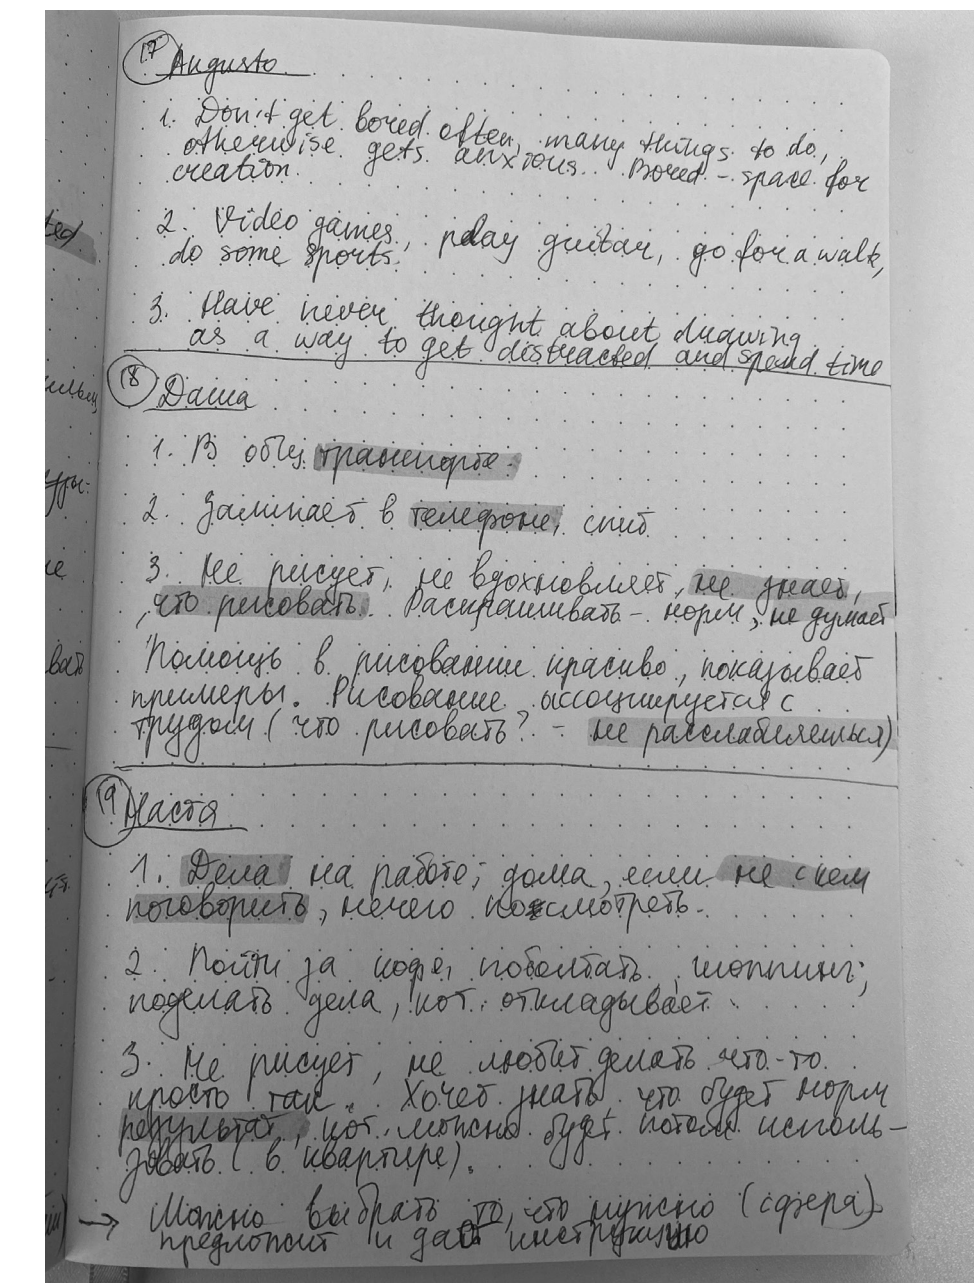 17 Augusto
1. Don't get bored often, many things to do,
otherwise gets anxious. Bored - space for
creation.
2. Video games, play guitar, go for a walk,
do some sports.
3. Have never thought about drawing
as a way to get distracted and spend time
18 Даша
1. В общ. транспорте.
2. Залипает в телефоне, спит
3. Не рисует, не вдохновляет, не знает,
что рисовать. Раскрашивать - норм, не думает
Помощь в рисовании красиво, показывает
примеры. Рисование ассоциируется с
трудом (что рисовать? - не расслабляешься)
ted
вать
19 Настя
1. Дела на работе; дома, если не с кем
поговорить, нечего посмотреть.
2. Пойти за кофе, поболтать, шоппинг;
поделать дела, кот. откладывает.
3. Не рисует, не любит делать что-то
просто так. Хочет знать, что будет норм
результат, кот. можно будет потом исполь-
зовать (в квартире).
→ Можно выбрать то, что нужно (сфера)
предложит и даст инструкцию